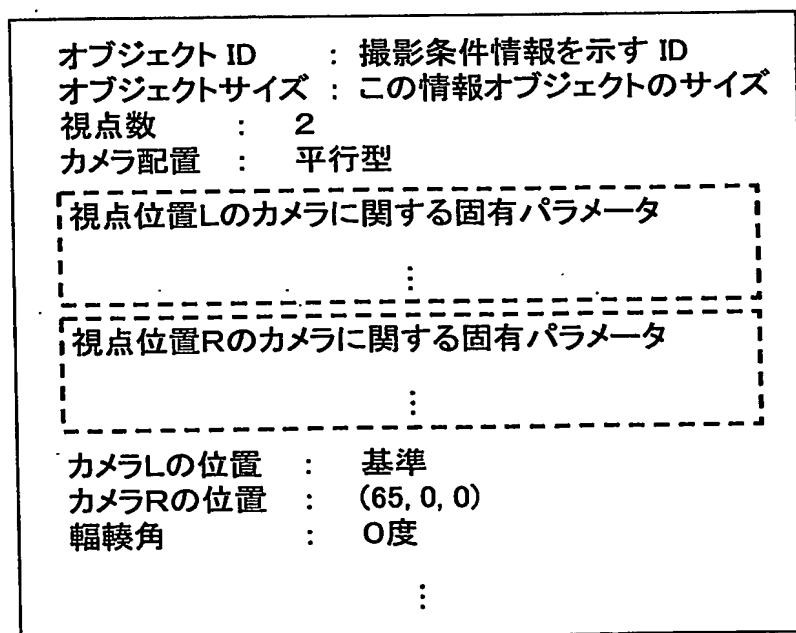 オブジェクト ID : 撮影条件情報を示す ID
オブジェクトサイズ : この情報オブジェクトのサイズ
視点数 : 2
カメラ配置 : 平行型
視点位置Lのカメラに関する固有パラメータ
⋮
視点位置Rのカメラに関する固有パラメータ
⋮
カメラLの位置 : 基準
カメラRの位置 : (65, 0, 0)
輻輳角 : 0度
⋮